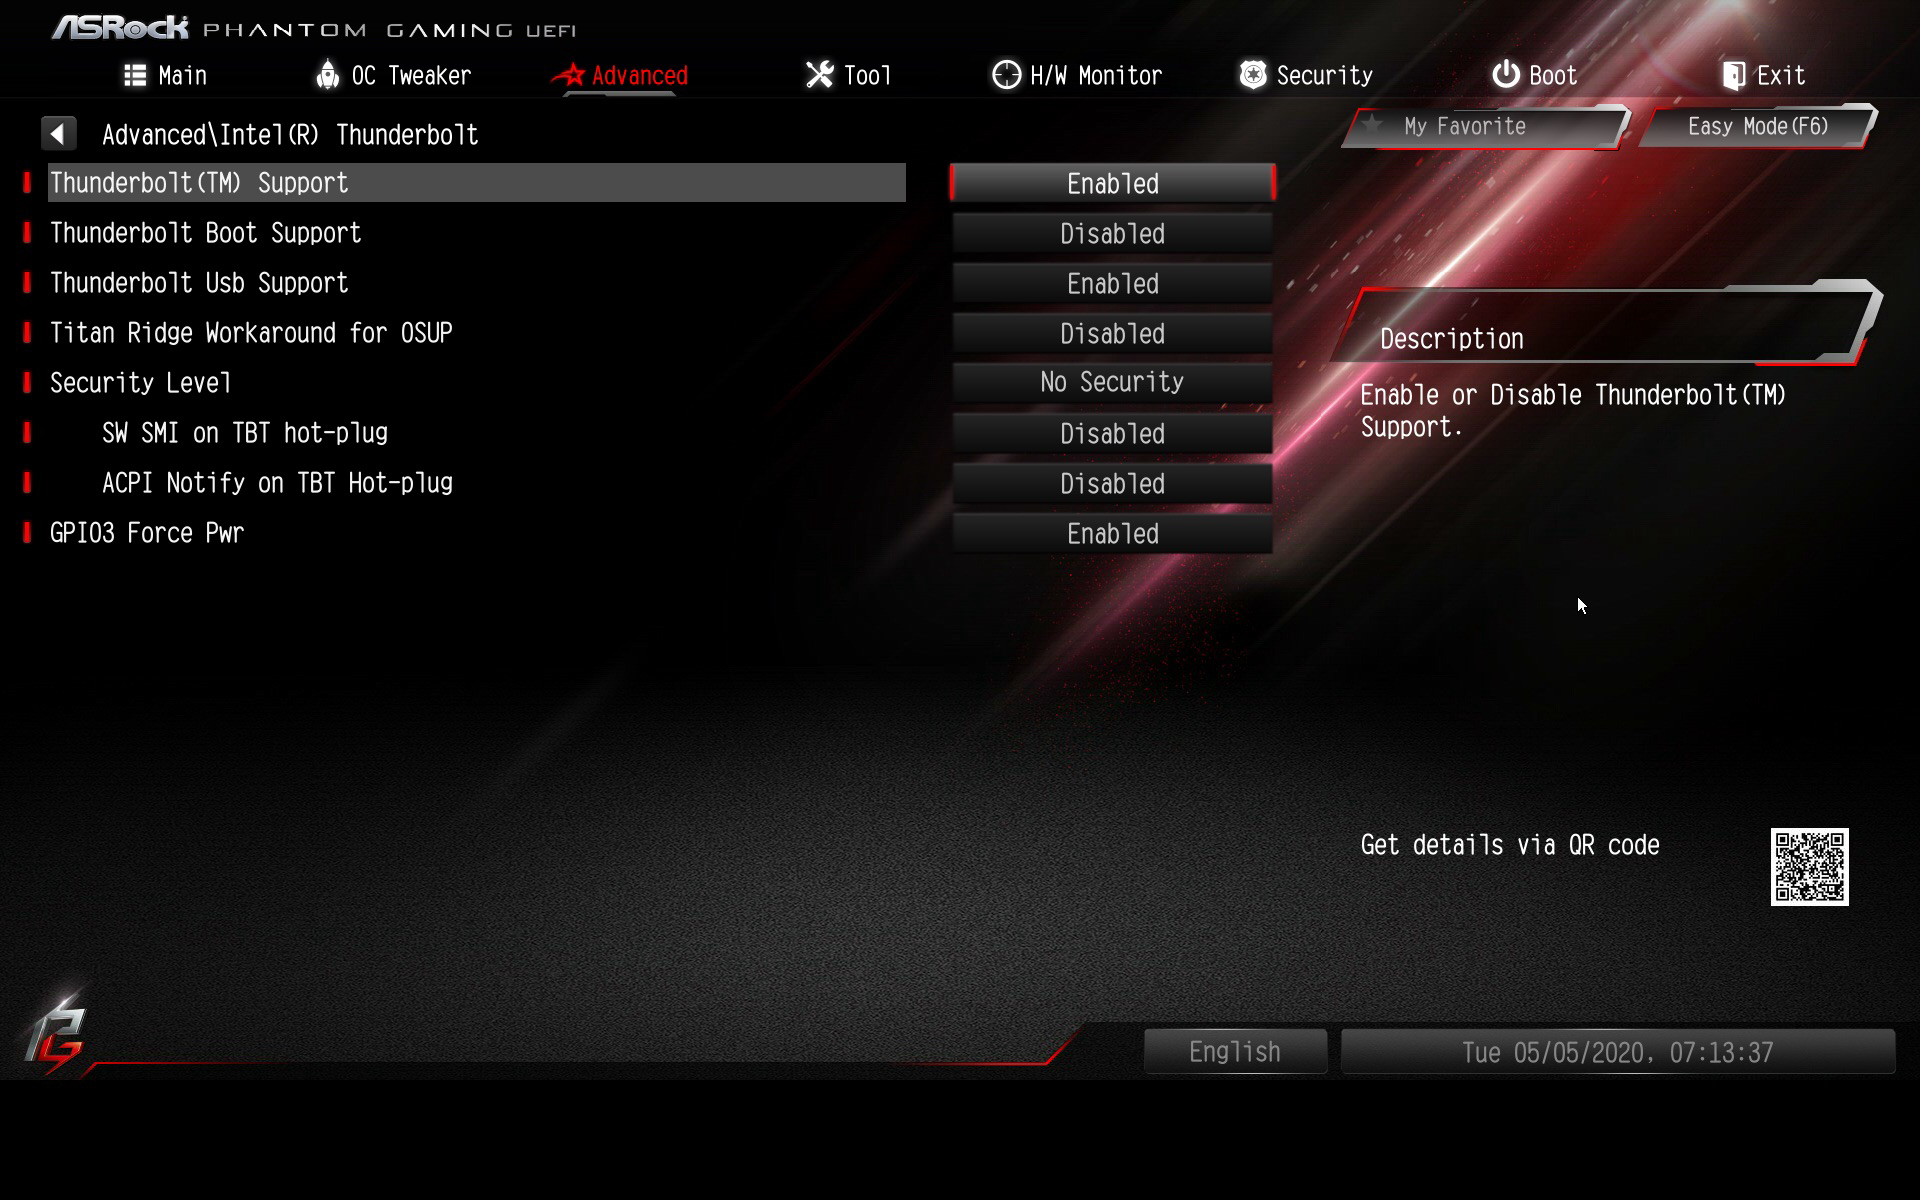 ASRock PHANTOM GAMING UEFI
Main OC Tweaker Advanced Tool H/W Monitor Security Boot Exit
My Favorite Easy Mode(F6)
Advanced\Intel(R) Thunderbolt
Thunderbolt(TM) Support Enabled
Thunderbolt Boot Support Disabled
Thunderbolt Usb Support Enabled
Titan Ridge Workaround for OSUP Disabled
Security Level No Security
SW SMI on TBT hot-plug Disabled
ACPI Notify on TBT Hot-plug Disabled
GPIO3 Force Pwr Enabled
Description
Enable or Disable Thunderbolt(TM)
Support.
Get details via QR code
English Tue 05/05/2020, 07:13:37